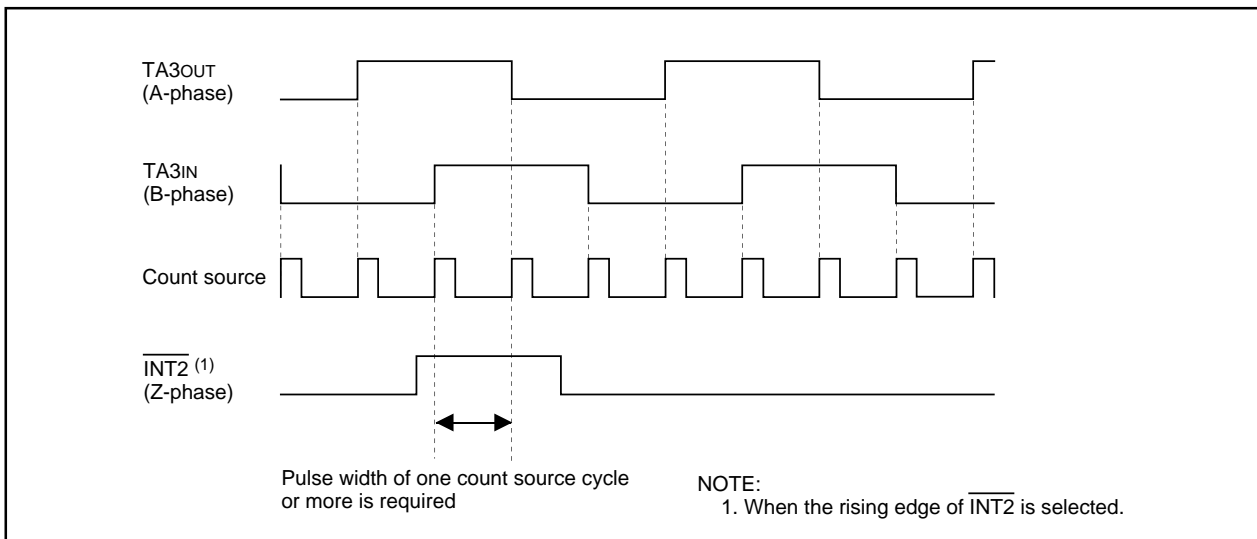 TA3OUT
(A-phase)
TA3IN
(B-phase)
Count source
INT2 (1)
(Z-phase)
Pulse width of one count source cycle
or more is required
NOTE:
1. When the rising edge of INT2 is selected.